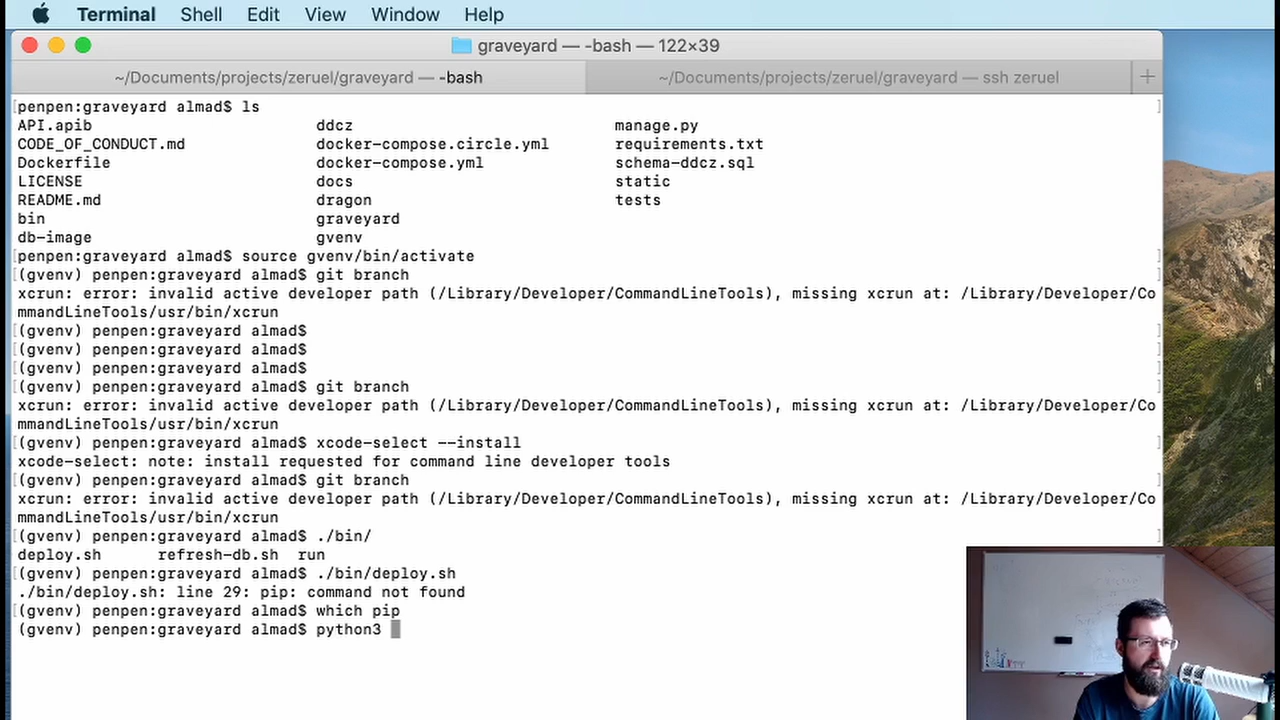 Terminal Shell Edit View Window Help
graveyard — -bash — 122×39
~/Documents/projects/zeruel/graveyard — -bash ~/Documents/projects/zeruel/graveyard — ssh zeruel +
[penpen:graveyard almad$ ls ]
API.apib ddcz manage.py
CODE_OF_CONDUCT.md docker-compose.circle.yml requirements.txt
Dockerfile docker-compose.yml schema-ddcz.sql
LICENSE docs static
README.md dragon tests
bin graveyard
db-image gvenv
[penpen:graveyard almad$ source gvenv/bin/activate ]
[(gvenv) penpen:graveyard almad$ git branch ]
xcrun: error: invalid active developer path (/Library/Developer/CommandLineTools), missing xcrun at: /Library/Developer/Co
mmandLineTools/usr/bin/xcrun
[(gvenv) penpen:graveyard almad$ ]
[(gvenv) penpen:graveyard almad$ ]
[(gvenv) penpen:graveyard almad$ ]
[(gvenv) penpen:graveyard almad$ git branch ]
xcrun: error: invalid active developer path (/Library/Developer/CommandLineTools), missing xcrun at: /Library/Developer/Co
mmandLineTools/usr/bin/xcrun
[(gvenv) penpen:graveyard almad$ xcode-select --install ]
xcode-select: note: install requested for command line developer tools
[(gvenv) penpen:graveyard almad$ git branch ]
xcrun: error: invalid active developer path (/Library/Developer/CommandLineTools), missing xcrun at: /Library/Developer/Co
mmandLineTools/usr/bin/xcrun
[(gvenv) penpen:graveyard almad$ ./bin/ ]
deploy.sh refresh-db.sh run
[(gvenv) penpen:graveyard almad$ ./bin/deploy.sh
./bin/deploy.sh: line 29: pip: command not found
[(gvenv) penpen:graveyard almad$ which pip
(gvenv) penpen:graveyard almad$ python3